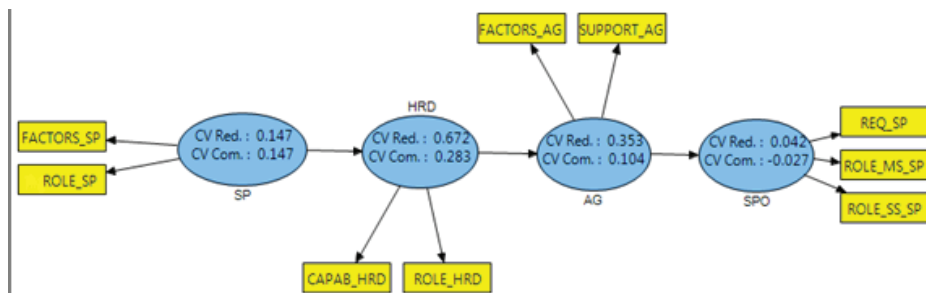 FACTORS_AG
SUPPORT_AG
HRD
FACTORS_SP
ROLE_SP
CV Red. : 0.147
CV Com. : 0.147
SP
CV Red. : 0.672
CV Com. : 0.283
CV Red. : 0.353
CV Com. : 0.104
AG
CV Red. : 0.042
CV Com. : -0.027
SPO
REQ_SP
ROLE_MS_SP
ROLE_SS_SP
CAPAB_HRD
ROLE_HRD